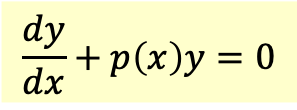 dy/dx + p(x)y = 0